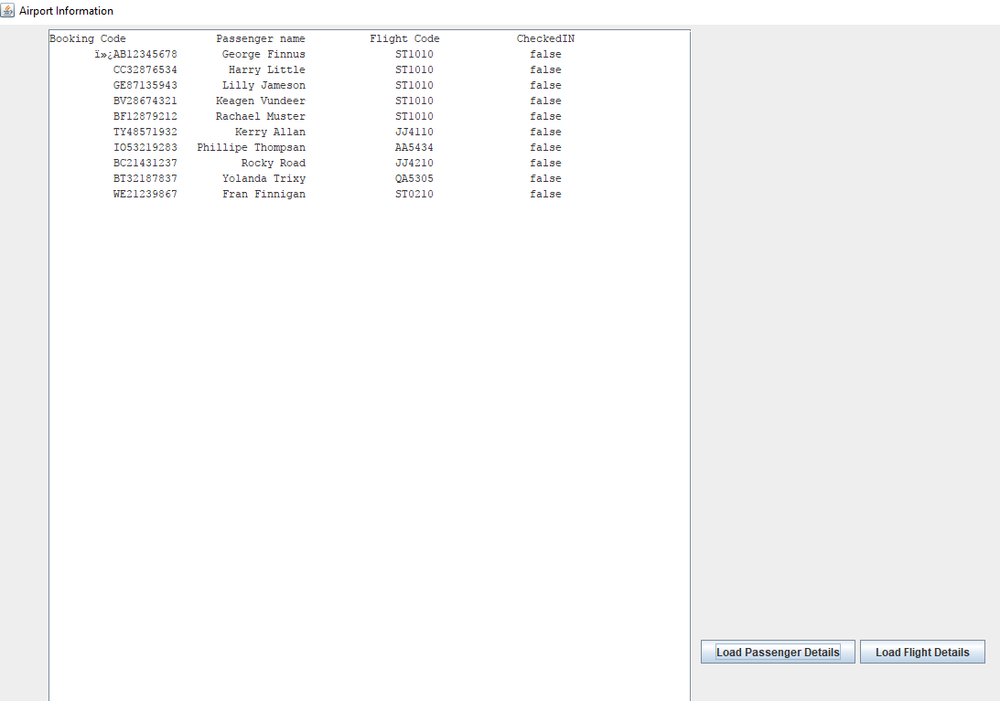 Airport Information
Booking Code Passenger name Flight Code CheckedIN
ï»¿AB12345678 George Finnus ST1010 false
CC32876534 Harry Little ST1010 false
GE87135943 Lilly Jameson ST1010 false
BV28674321 Keagen Vundeer ST1010 false
BF12879212 Rachael Muster ST1010 false
TY48571932 Kerry Allan JJ4110 false
IO53219283 Phillipe Thompsan AA5434 false
BC21431237 Rocky Road JJ4210 false
BT32187837 Yolanda Trixy QA5305 false
WE21239867 Fran Finnigan ST0210 false
Load Passenger Details Load Flight Details